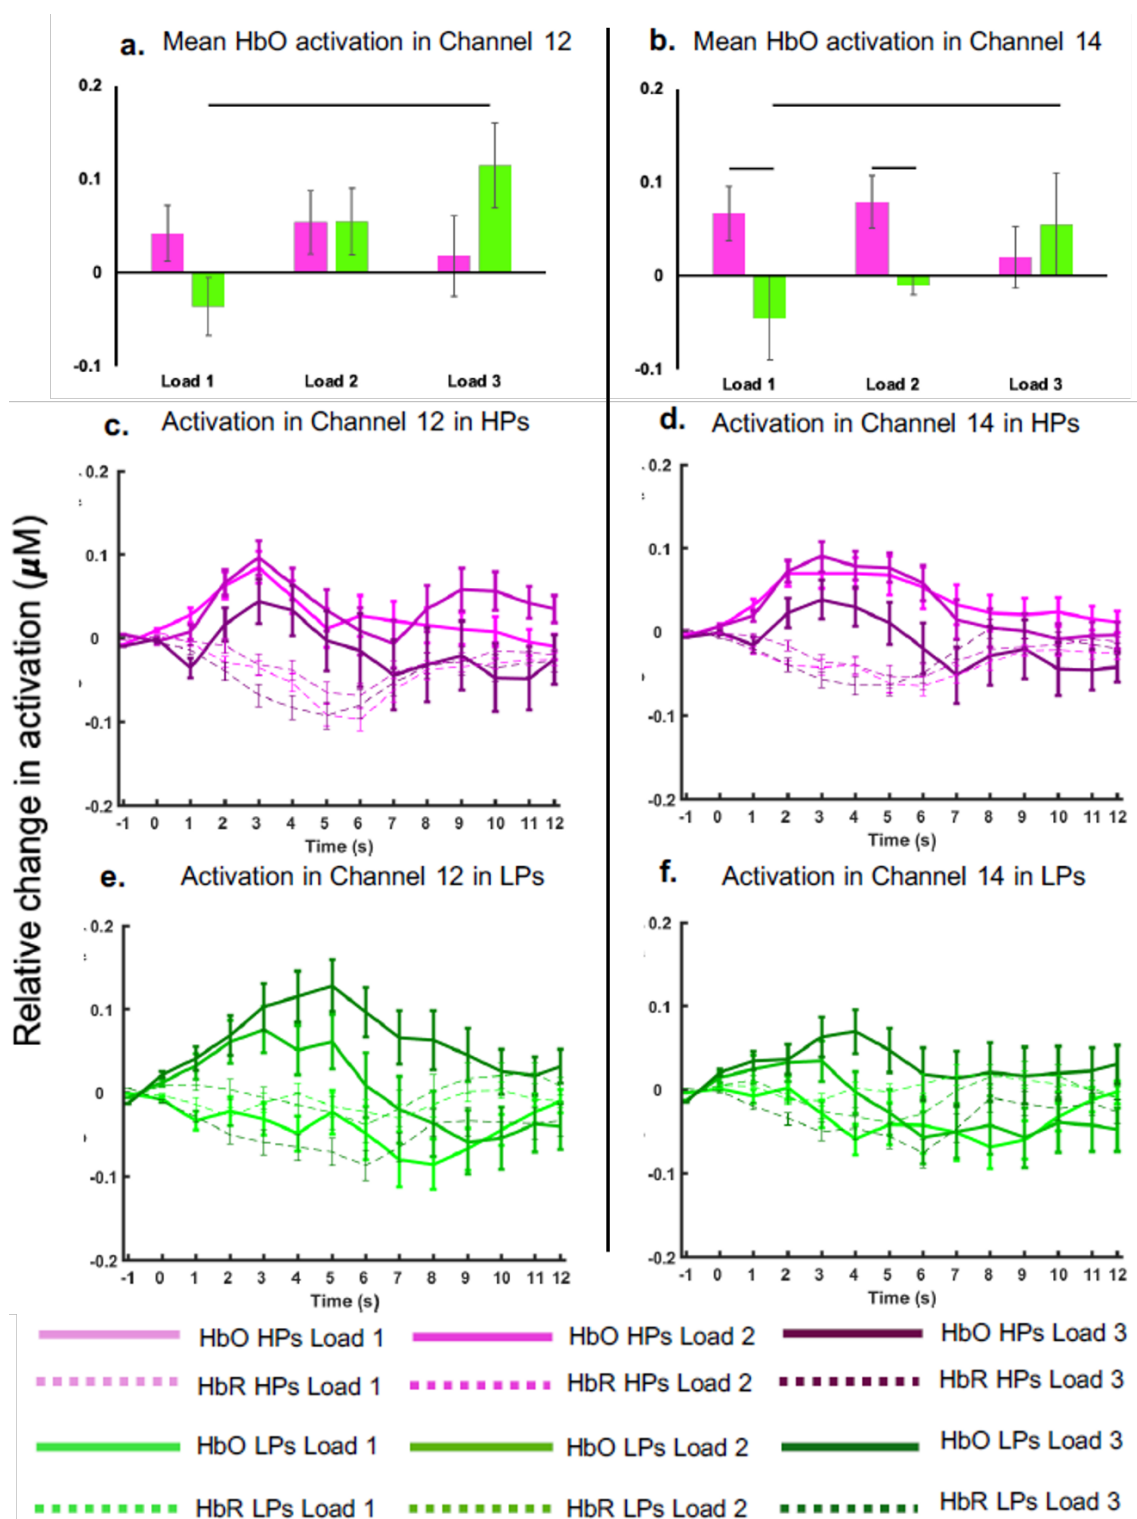 a. Mean HbO activation in Channel 12
b. Mean HbO activation in Channel 14
0.2
0.1
0
-0.1
Load 1 Load 2 Load 3
0.2
0.1
0
-0.1
Load 1 Load 2 Load 3
Relative change in activation (μM)
c. Activation in Channel 12 in HPs
0.2
0.1
0
-0.1
-0.2
-1 0 1 2 3 4 5 6 7 8 9 10 11 12
Time (s)
d. Activation in Channel 14 in HPs
0.2
0.1
0
-0.1
-0.2
-1 0 1 2 3 4 5 6 7 8 9 10 11 12
Time (s)
e. Activation in Channel 12 in LPs
0.2
0.1
0
-0.1
-0.2
-1 0 1 2 3 4 5 6 7 8 9 10 11 12
Time (s)
f. Activation in Channel 14 in LPs
0.2
0.1
0
-0.1
-0.2
-1 0 1 2 3 4 5 6 7 8 9 10 11 12
Time (s)
HbO HPs Load 1 HbO HPs Load 2 HbO HPs Load 3
HbR HPs Load 1 HbR HPs Load 2 HbR HPs Load 3
HbO LPs Load 1 HbO LPs Load 2 HbO LPs Load 3
HbR LPs Load 1 HbR LPs Load 2 HbR LPs Load 3